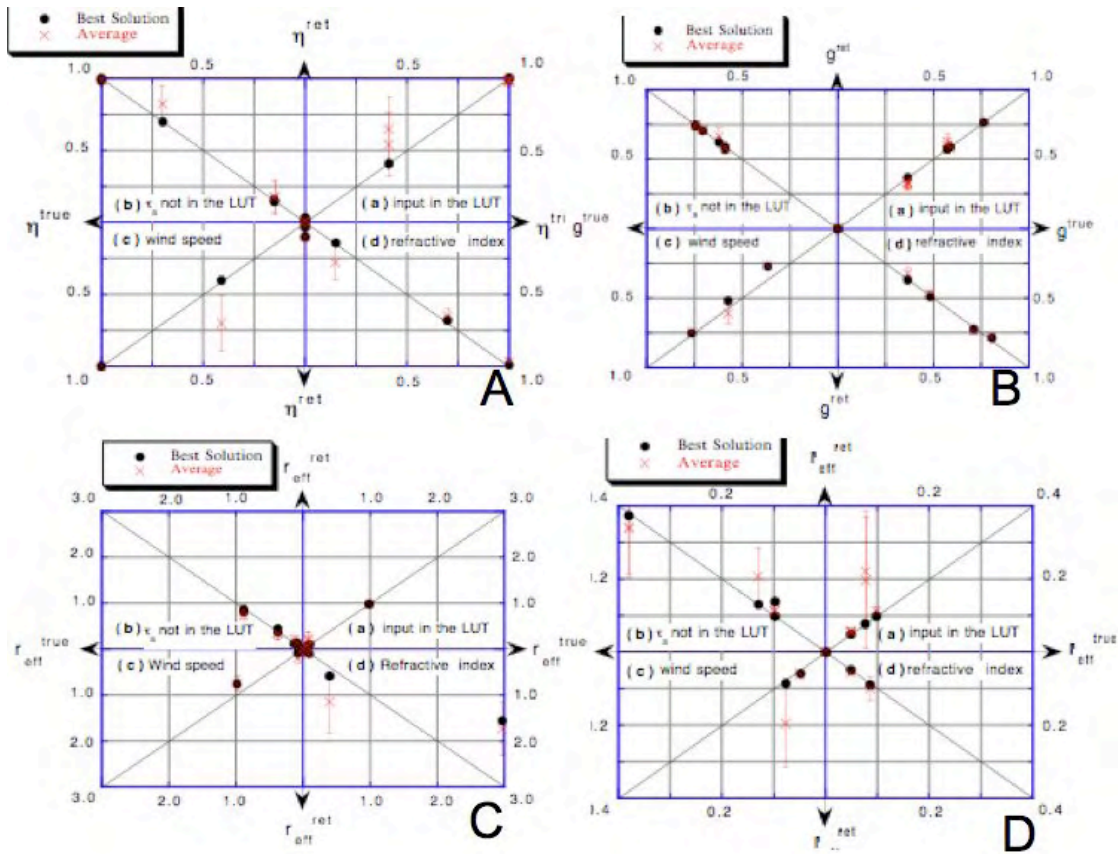 Best Solution
Average
η^ret
1.0 0.5 0.5 1.0
0.5 0.5
(b) τ_a not in the LUT (a) input in the LUT
η^true η^tri
(c) wind speed (d) refractive index
0.5 0.5
1.0 0.5 0.5 1.0
η^ret
A
Best Solution
Average
g^ret
1.0 0.5 0.5 1.0
0.5 0.5
(b) τ_a not in the LUT (a) input in the LUT
g^true g^true
(c) wind speed (d) refractive index
0.5 0.5
1.0 0.5 0.5 1.0
g^ret
B
Best Solution
Average
r_eff^ret
3.0 2.0 1.0 1.0 2.0 3.0
2.0 2.0
1.0 1.0
(b) τ_a not in the LUT (a) input in the LUT
r_eff^true r_eff^true
(c) Wind speed (d) Refractive index
1.0 1.0
2.0 2.0
3.0 2.0 1.0 1.0 2.0 3.0
r_eff^ret
C
Best Solution
Average
r_eff^ret
1.4 0.2 0.2 0.4
1.2 0.2
(b) τ_a not in the LUT (a) input in the LUT
r_eff^true r_eff^true
(c) wind speed (d) refractive index
1.2 0.2
1.4 0.2 0.2 0.4
ret
D